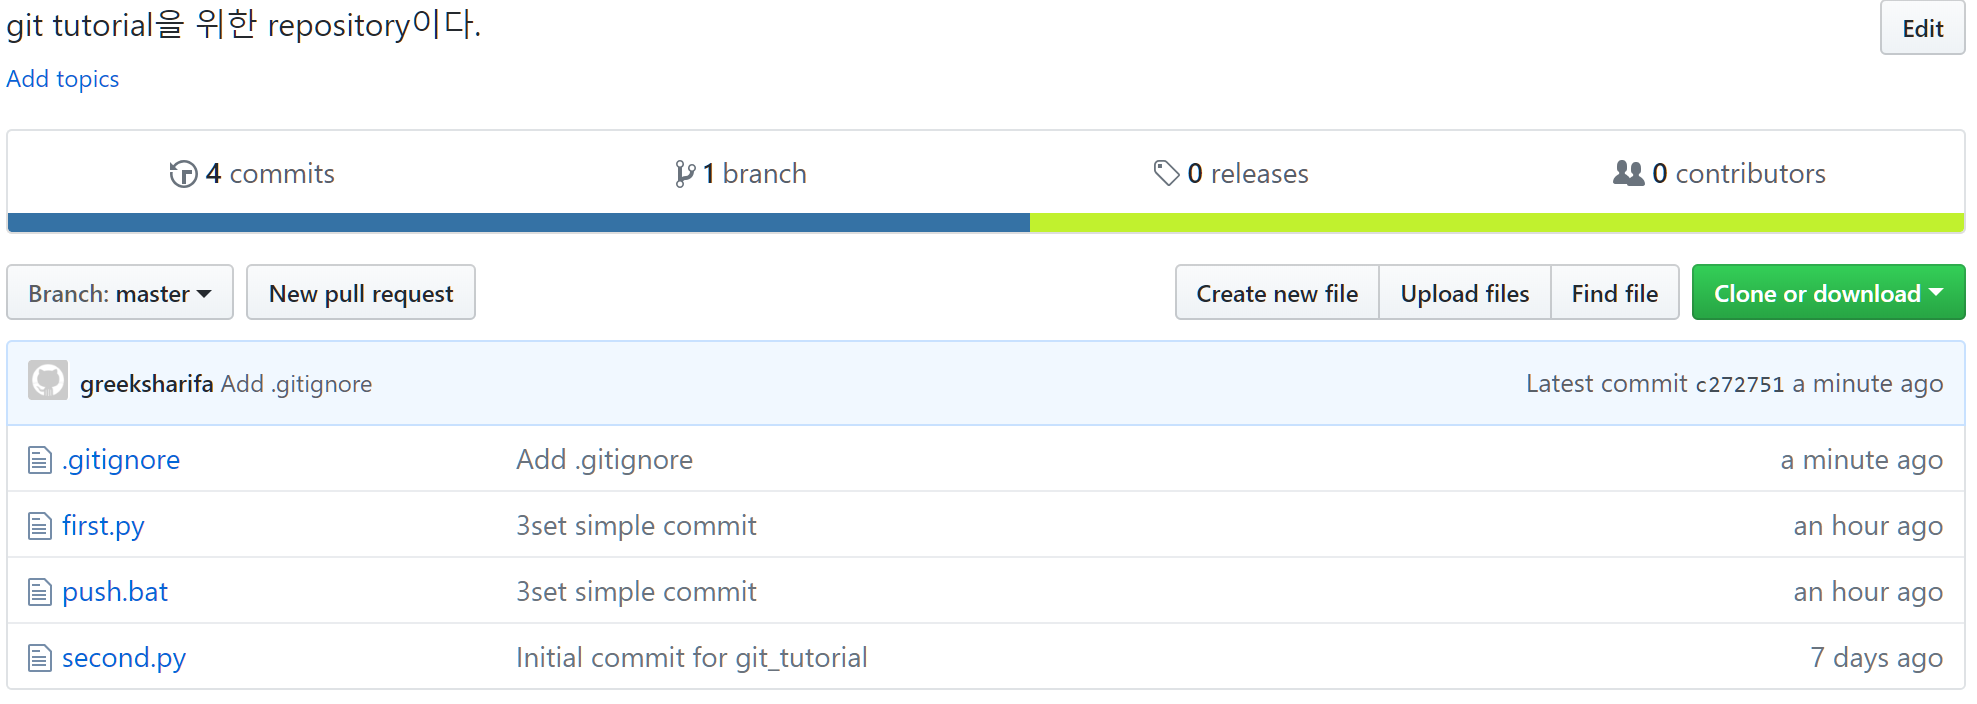 git tutorial을 위한 repository이다.
Edit
Add topics
4 commits 1 branch 0 releases 0 contributors
Branch: master New pull request Create new file Upload files Find file Clone or download
greeksharifa Add .gitignore Latest commit c272751 a minute ago
.gitignore Add .gitignore a minute ago
first.py 3set simple commit an hour ago
push.bat 3set simple commit an hour ago
second.py Initial commit for git_tutorial 7 days ago